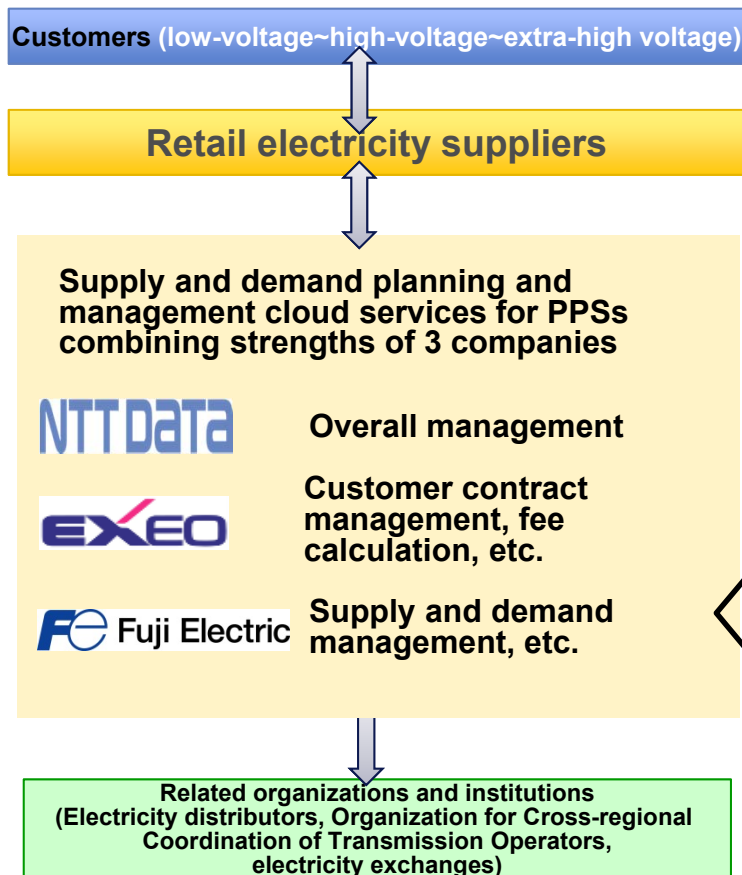 Customers (low-voltage~high-voltage~extra-high voltage)
Retail electricity suppliers
Supply and demand planning and
management cloud services for PPSs
combining strengths of 3 companies
NTT DATA
Overall management
EXEO
Customer contract
management, fee
calculation, etc.
Fe Fuji Electric
Supply and demand
management, etc.
Related organizations and institutions
(Electricity distributors, Organization for Cross-regional
Coordination of Transmission Operators,
electricity exchanges)